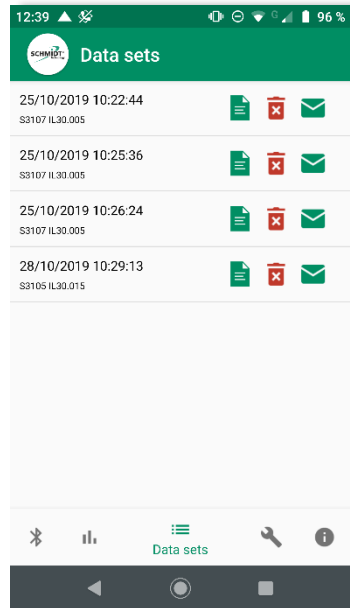 12:39 G 96 %
SCHMIDT Data sets
25/10/2019 10:22:44
S3107 IL30.005
25/10/2019 10:25:36
S3107 IL30.005
25/10/2019 10:26:24
S3107 IL30.005
28/10/2019 10:29:13
S3105 IL30.015
Data sets